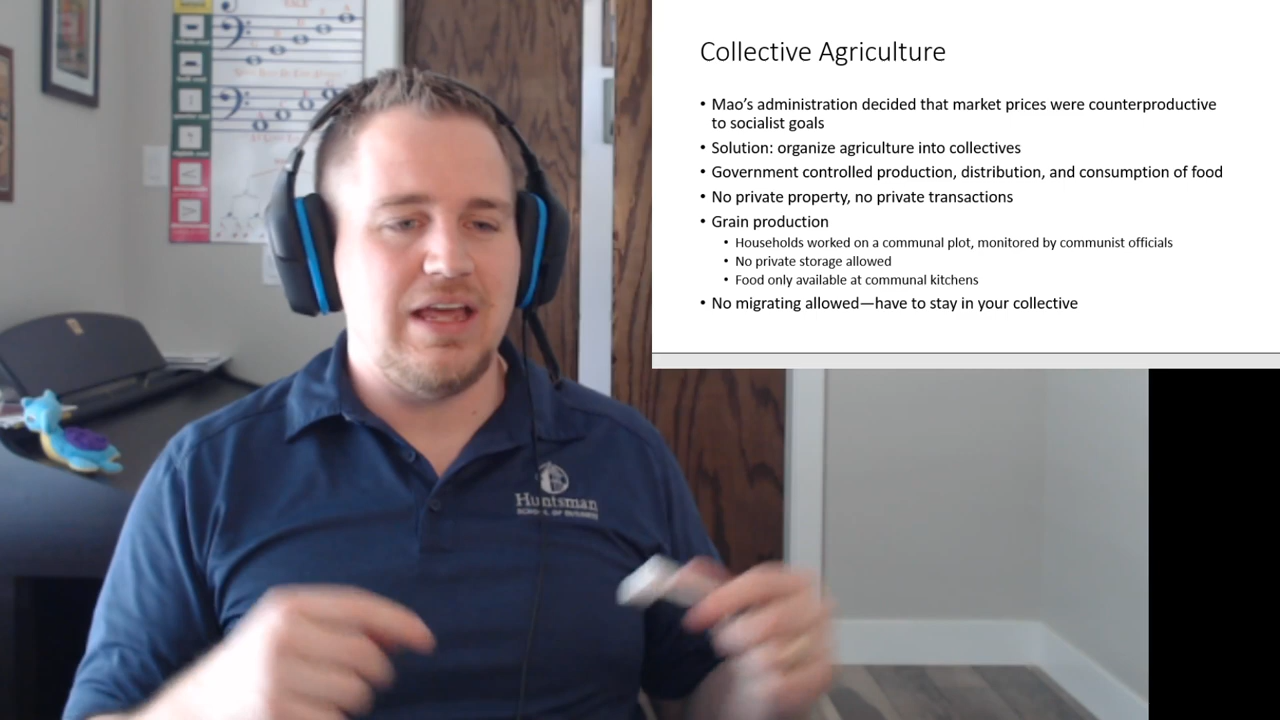 Collective Agriculture
• Mao's administration decided that market prices were counterproductive
to socialist goals
• Solution: organize agriculture into collectives
• Government controlled production, distribution, and consumption of food
• No private property, no private transactions
• Grain production
• Households worked on a communal plot, monitored by communist officials
• No private storage allowed
• Food only available at communal kitchens
• No migrating allowed—have to stay in your collective
Huntsman
SCHOOL OF BUSINESS